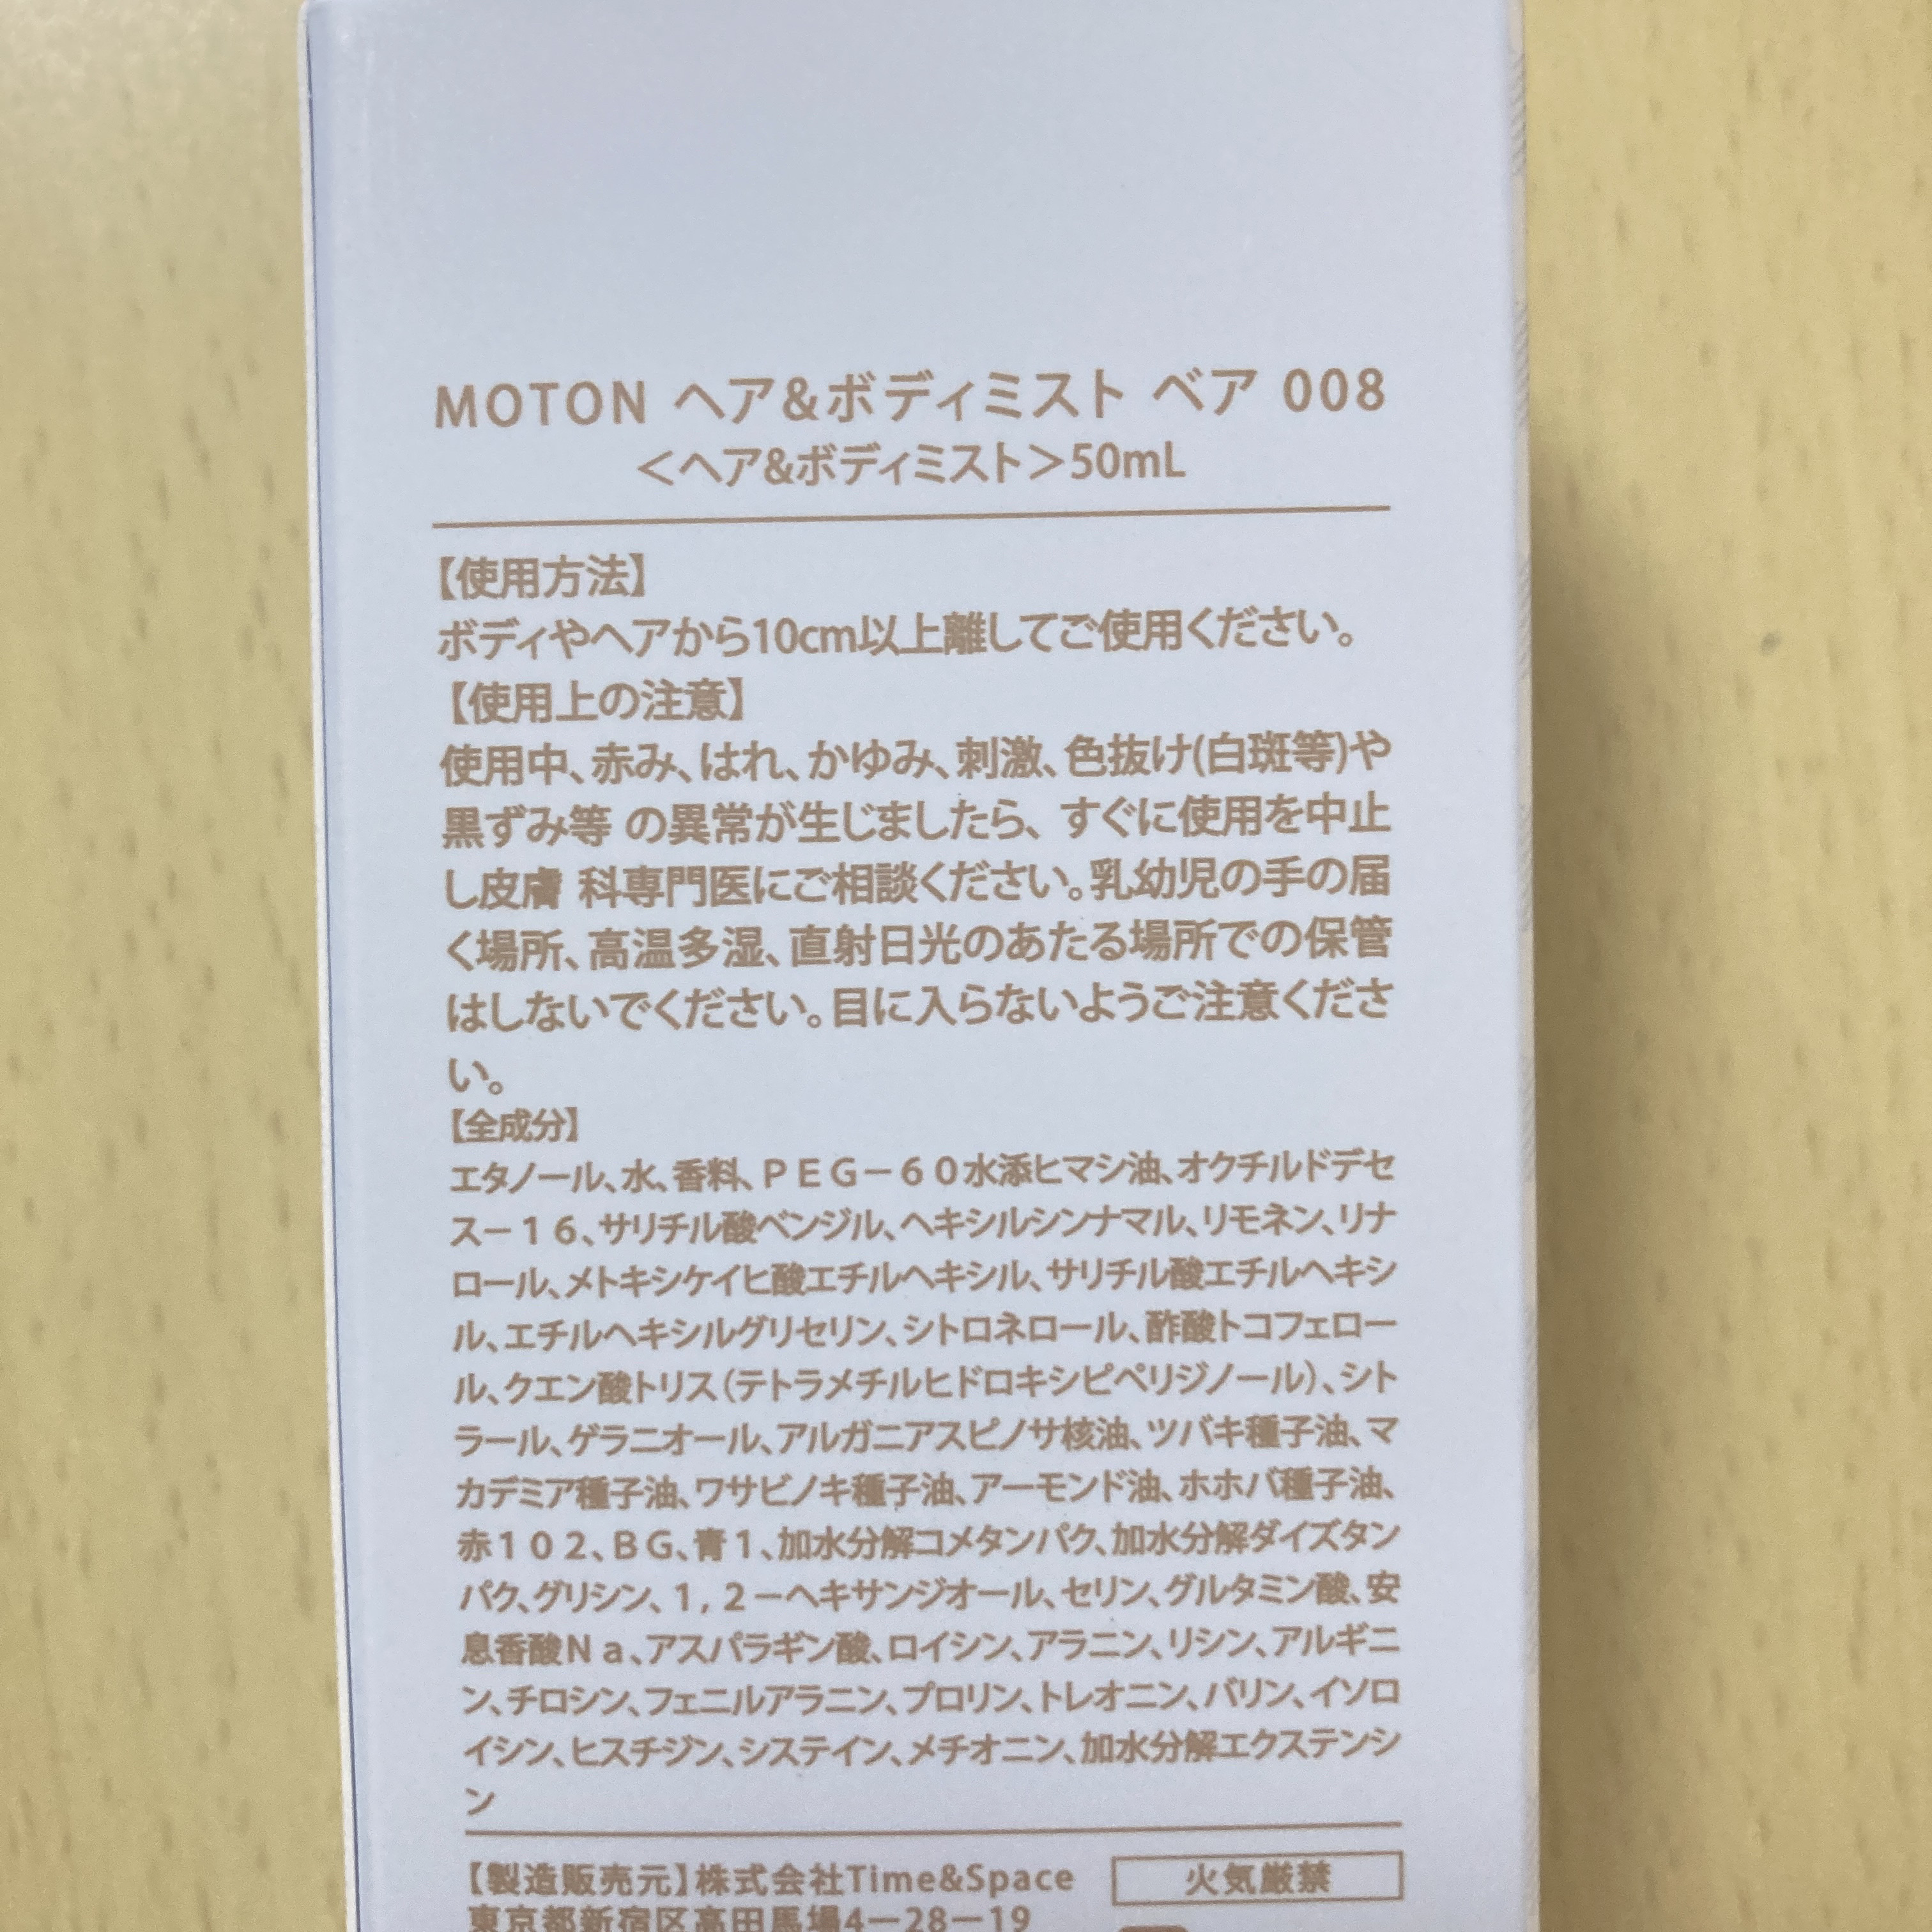 MOTON ヘア&ボディミスト ベア 008
＜ヘア&ボディミスト＞50mL
【使用方法】
ボディやヘアから10cm以上離してご使用ください。
【使用上の注意】
使用中、赤み、はれ、かゆみ、刺激、色抜け(白斑等)や
黒ずみ等 の異常が生じましたら、すぐに使用を中止
し皮膚 科専門医にご相談ください。乳幼児の手の届
く場所、高温多湿、直射日光のあたる場所での保管
はしないでください。目に入らないようご注意くださ
い。
【全成分】
エタノール、水、香料、ＰＥＧ－６０水添ヒマシ油、オクチルドデセ
ス－１６、サリチル酸ベンジル、ヘキシルシンナマル、リモネン、リナ
ロール、メトキシケイヒ酸エチルヘキシル、サリチル酸エチルヘキシ
ル、エチルヘキシルグリセリン、シトロネロール、酢酸トコフェロー
ル、クエン酸トリス（テトラメチルヒドロキシピペリジノール）、シト
ラール、ゲラニオール、アルガニアスピノサ核油、ツバキ種子油、マ
カデミア種子油、ワサビノキ種子油、アーモンド油、ホホバ種子油、
赤１０２、ＢＧ、青１、加水分解コメタンパク、加水分解ダイズタン
パク、グリシン、１，２－ヘキサンジオール、セリン、グルタミン酸、安
息香酸Ｎａ、アスパラギン酸、ロイシン、アラニン、リシン、アルギニ
ン、チロシン、フェニルアラニン、プロリン、トレオニン、バリン、イソロ
イシン、ヒスチジン、システイン、メチオニン、加水分解エクステンシ
ン
【製造販売元】株式会社Time&Space
火気厳禁
東京都新宿区高田馬場4－28－19